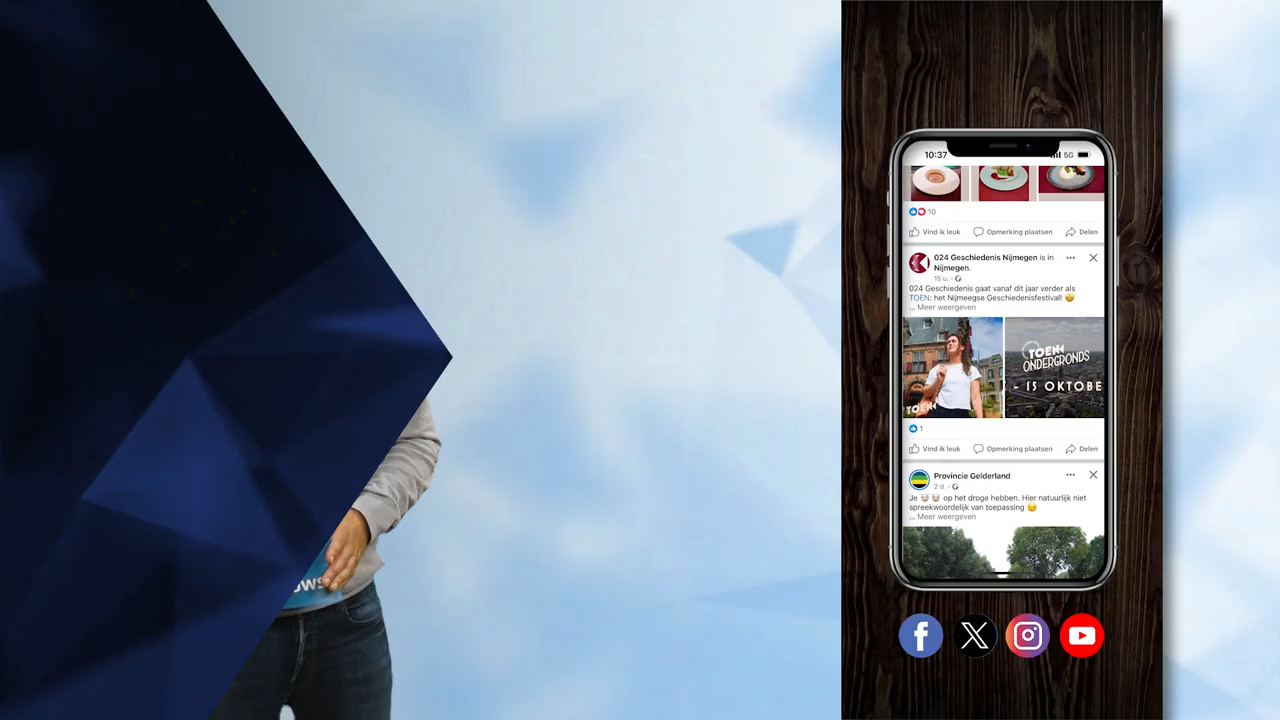 10:37
5G
10
Vind ik leuk
Opmerking plaatsen
Delen
024 Geschiedenis Nijmegen is in
Nijmegen.
15 u. ·
024 Geschiedenis gaat vanaf dit jaar verder als
TOEN: het Nijmeegse Geschiedenisfestival! 🤩
... Meer weergeven
TOEN
TOEN
ONDERGRONDS
- 15 OKTOBE
1
Vind ik leuk
Opmerking plaatsen
Delen
Provincie Gelderland
2 d. ·
Je 🐮 🐮 op het droge hebben. Hier natuurlijk niet
spreekwoordelijk van toepassing 😊
... Meer weergeven